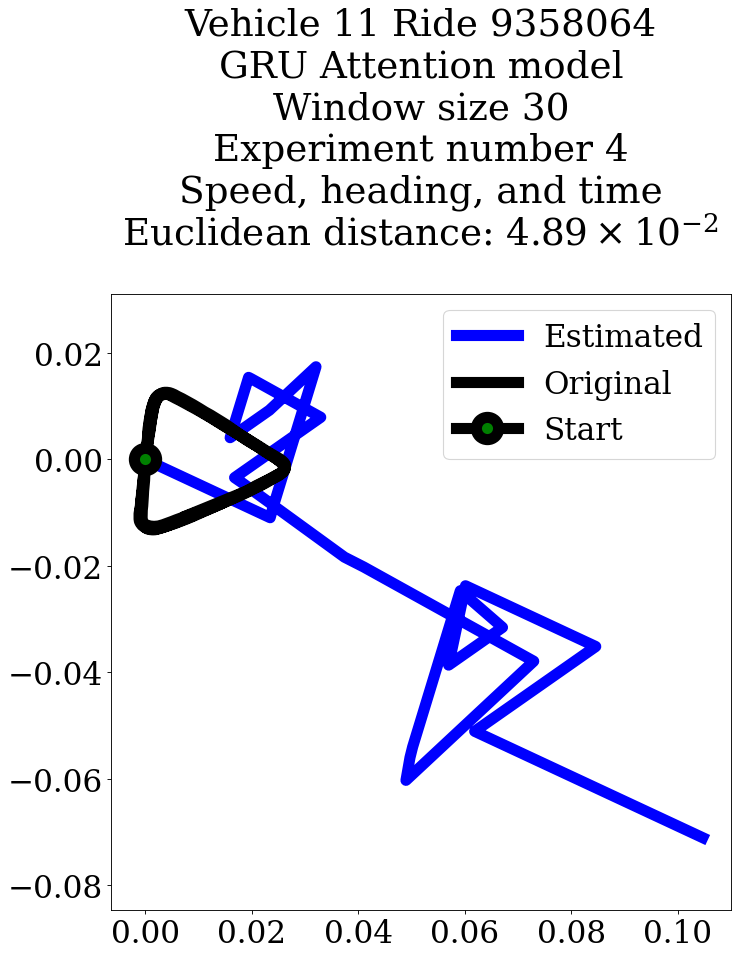 Vehicle 11 Ride 9358064
GRU Attention model
Window size 30
Experiment number 4
Speed, heading, and time
Euclidean distance: 4.89 × 10⁻²
Estimated
Original
Start
0.02
0.00
−0.02
−0.04
−0.06
−0.08
0.00 0.02 0.04 0.06 0.08 0.10